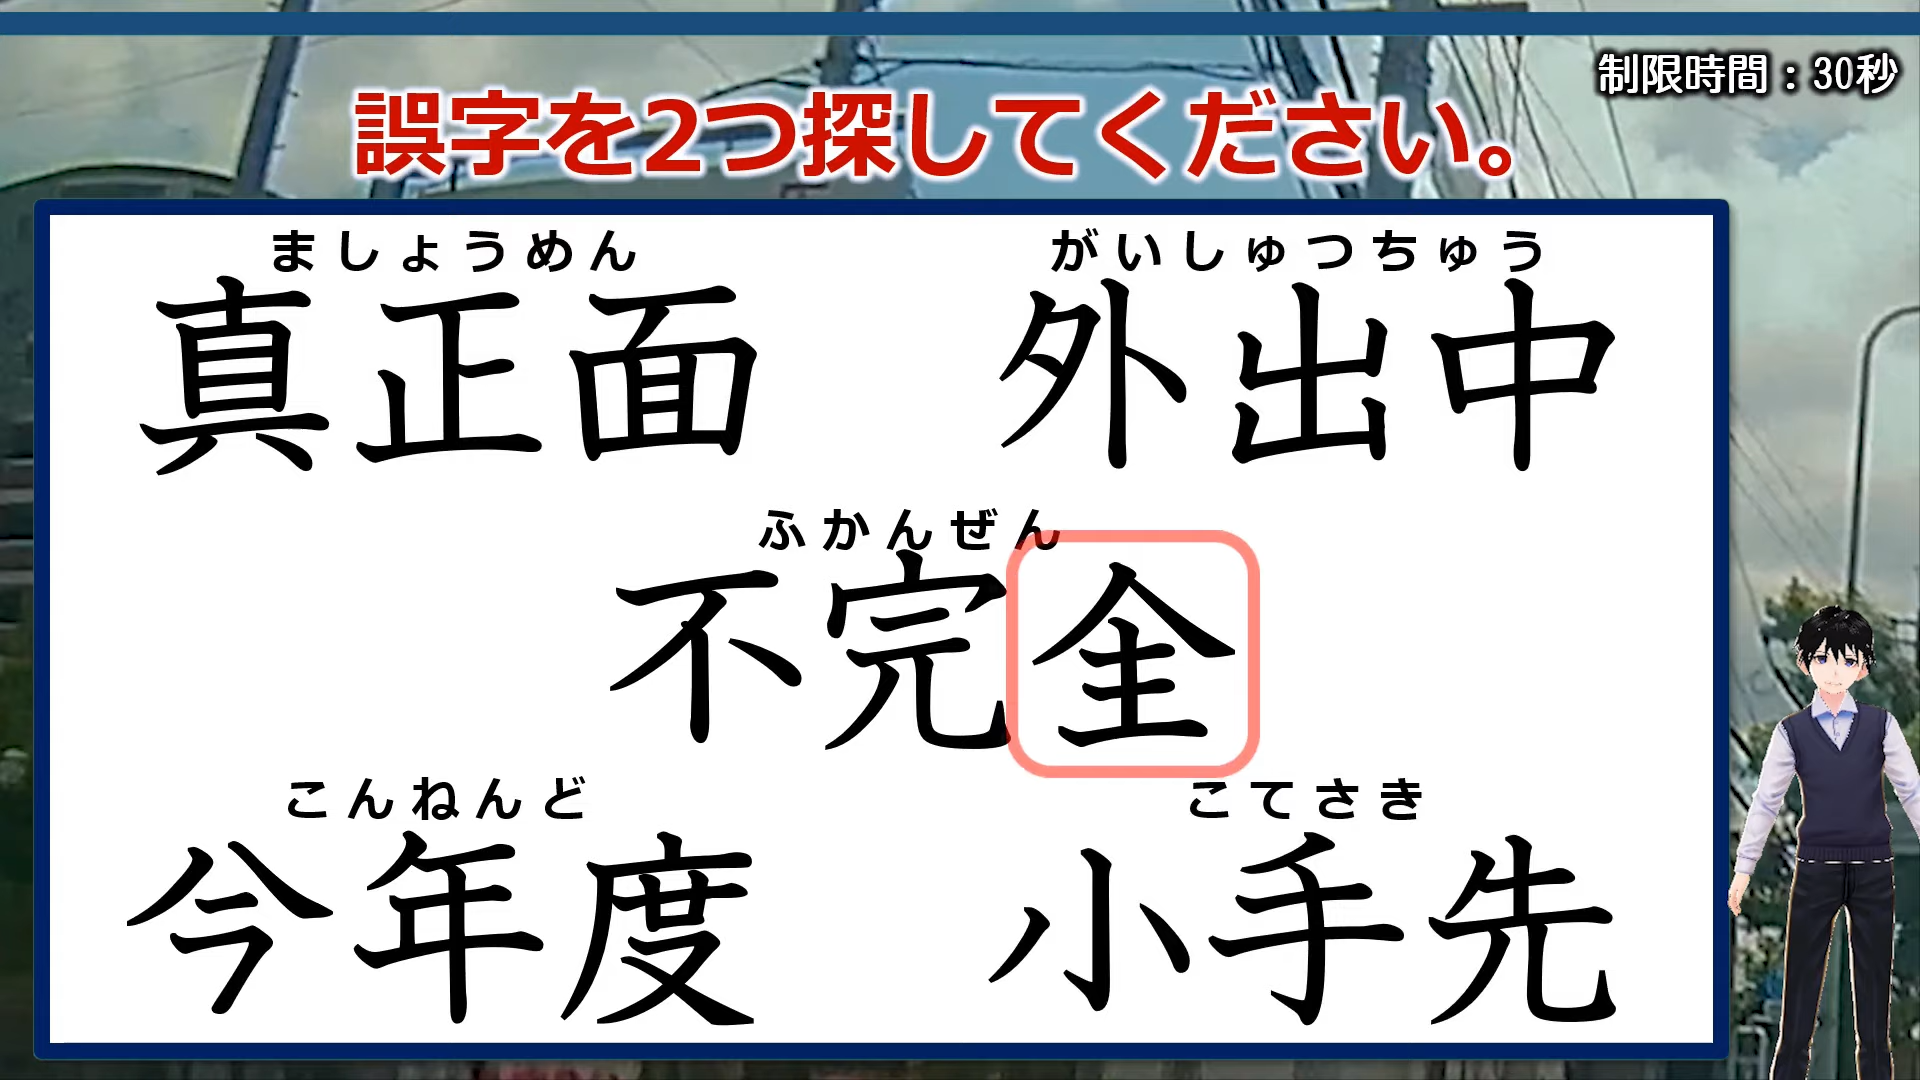 制限時間：30秒
誤字を2つ探してください。
ましょうめん
真正面
がいしゅつちゅう
外出中
ふかんぜん
不完全
こんねんど
今年度
こてさき
小手先